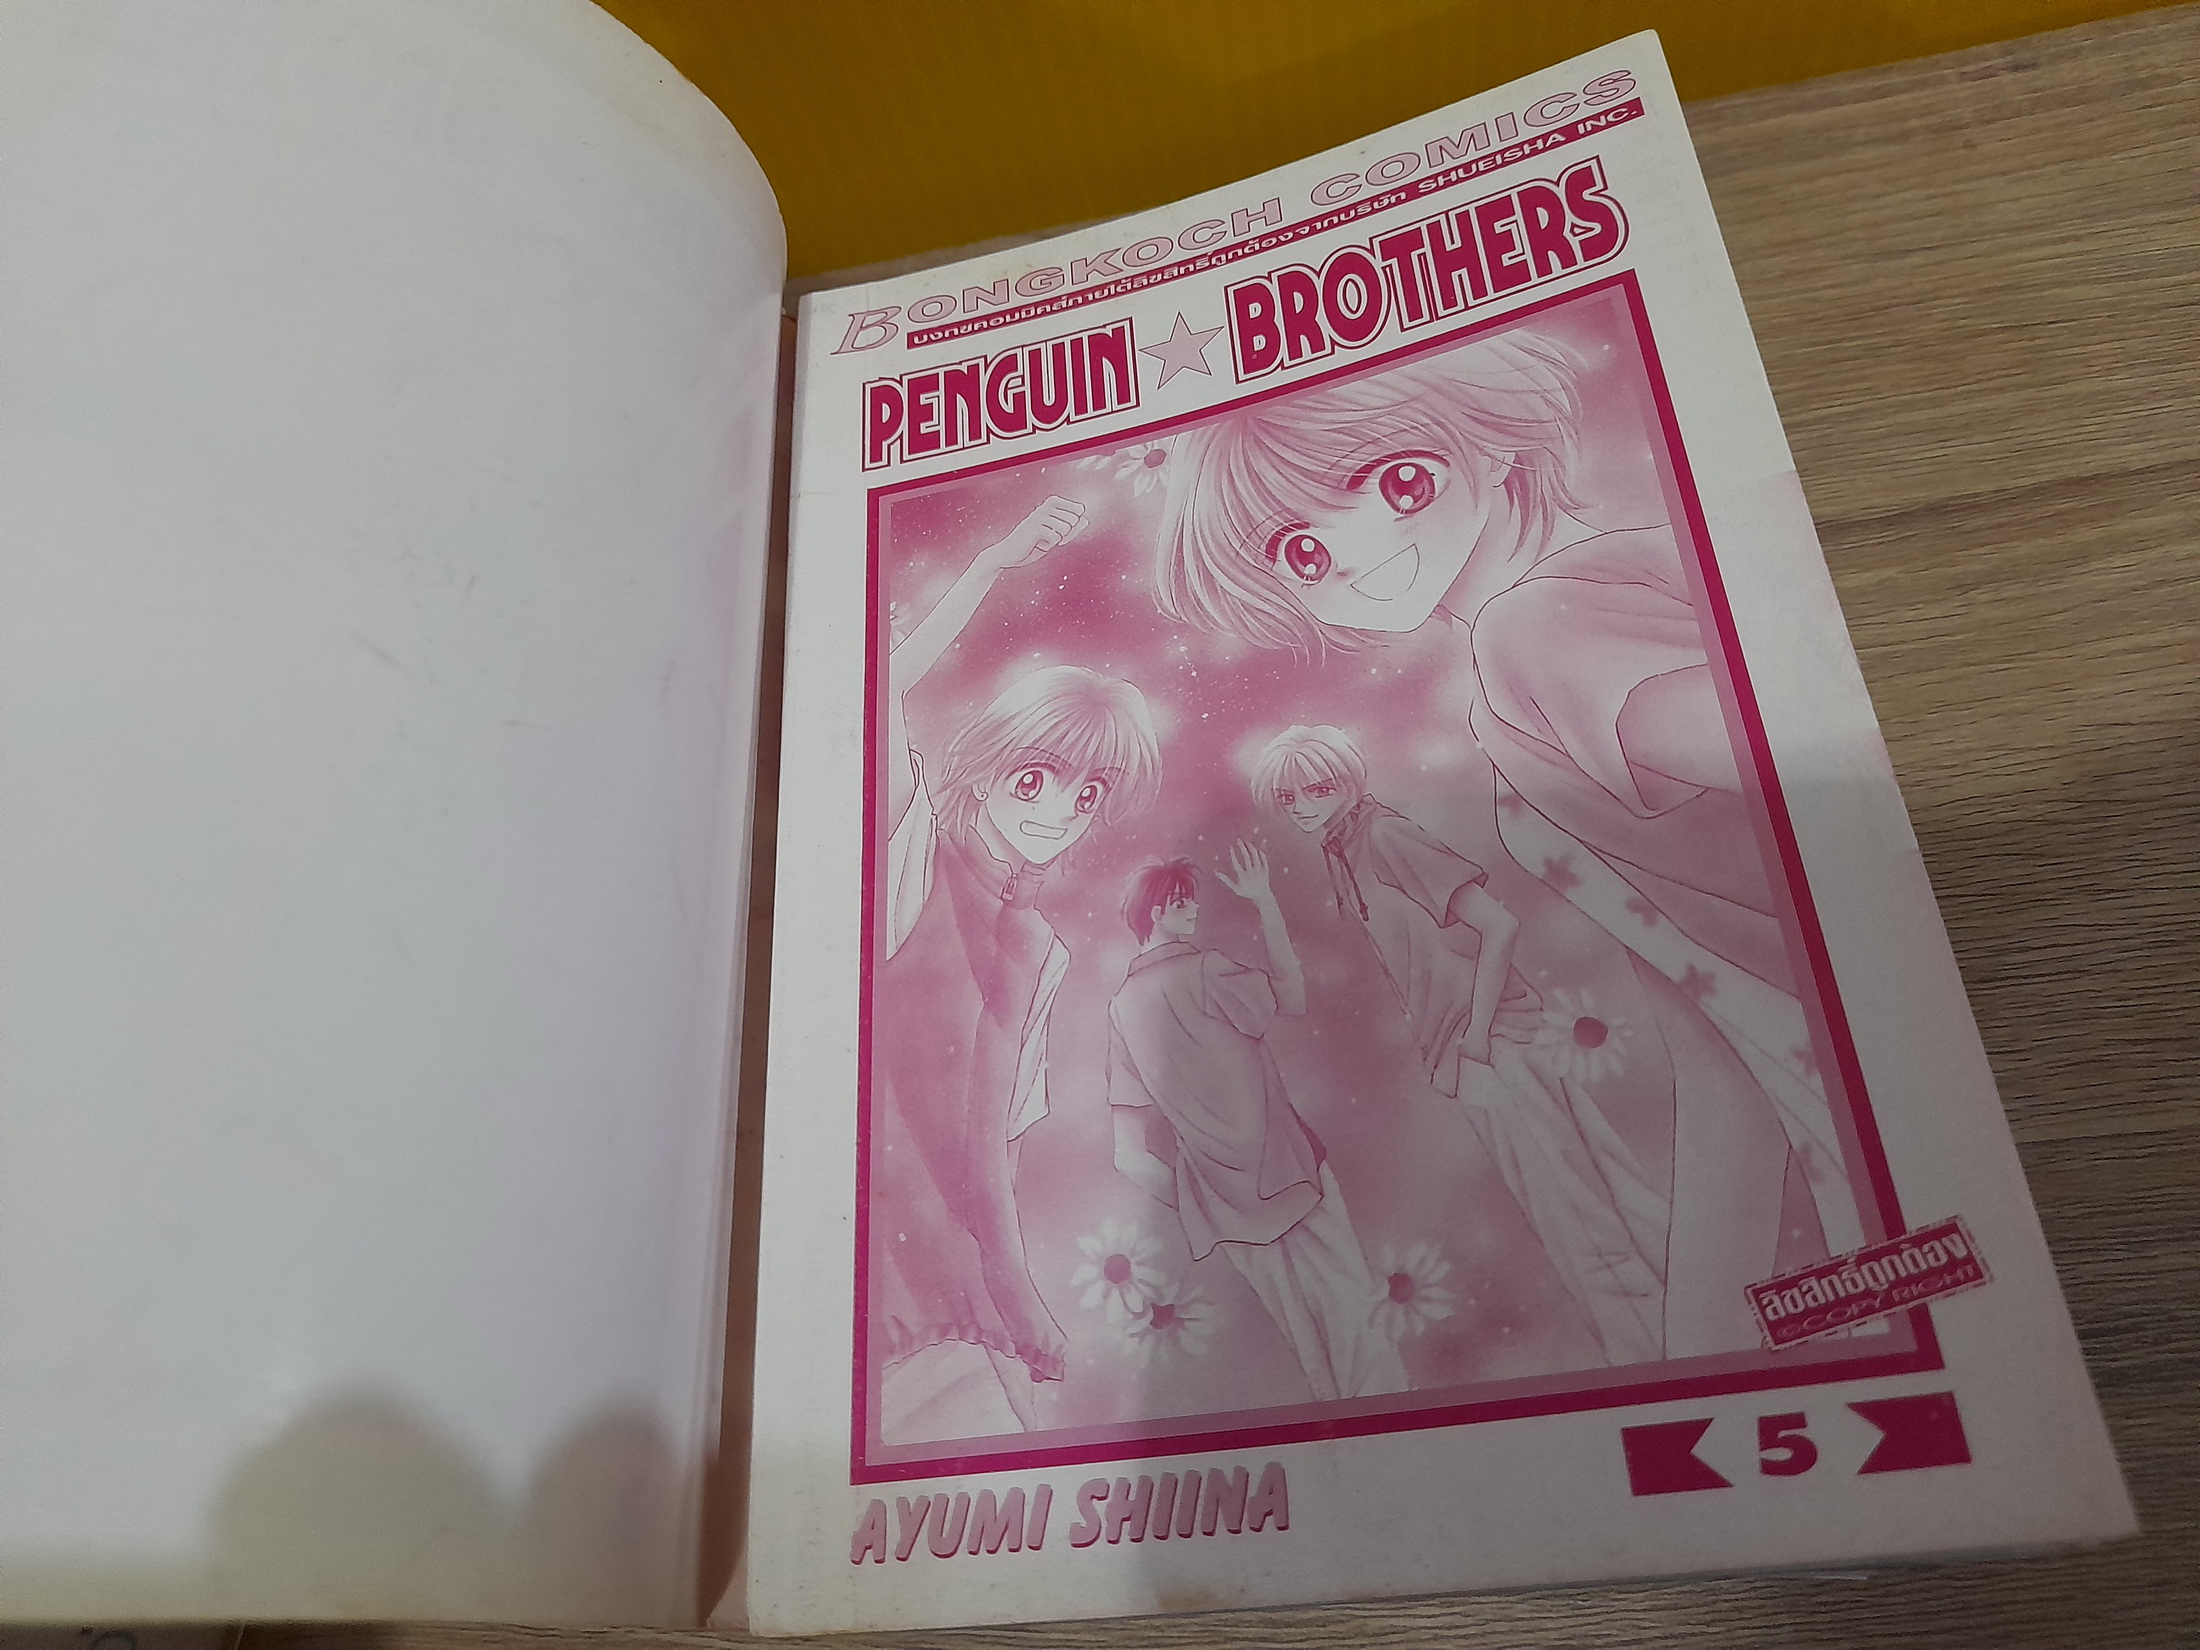 BONGKOCH COMICS
บงกชคอมมิคส์ภายใต้ลิขสิทธิ์ถูกต้องจากบริษัท SHUEISHA INC.
PENGUIN ☆ BROTHERS
ลิขสิทธิ์ถูกต้อง
©COPY RIGHT
5
AYUMI SHIINA